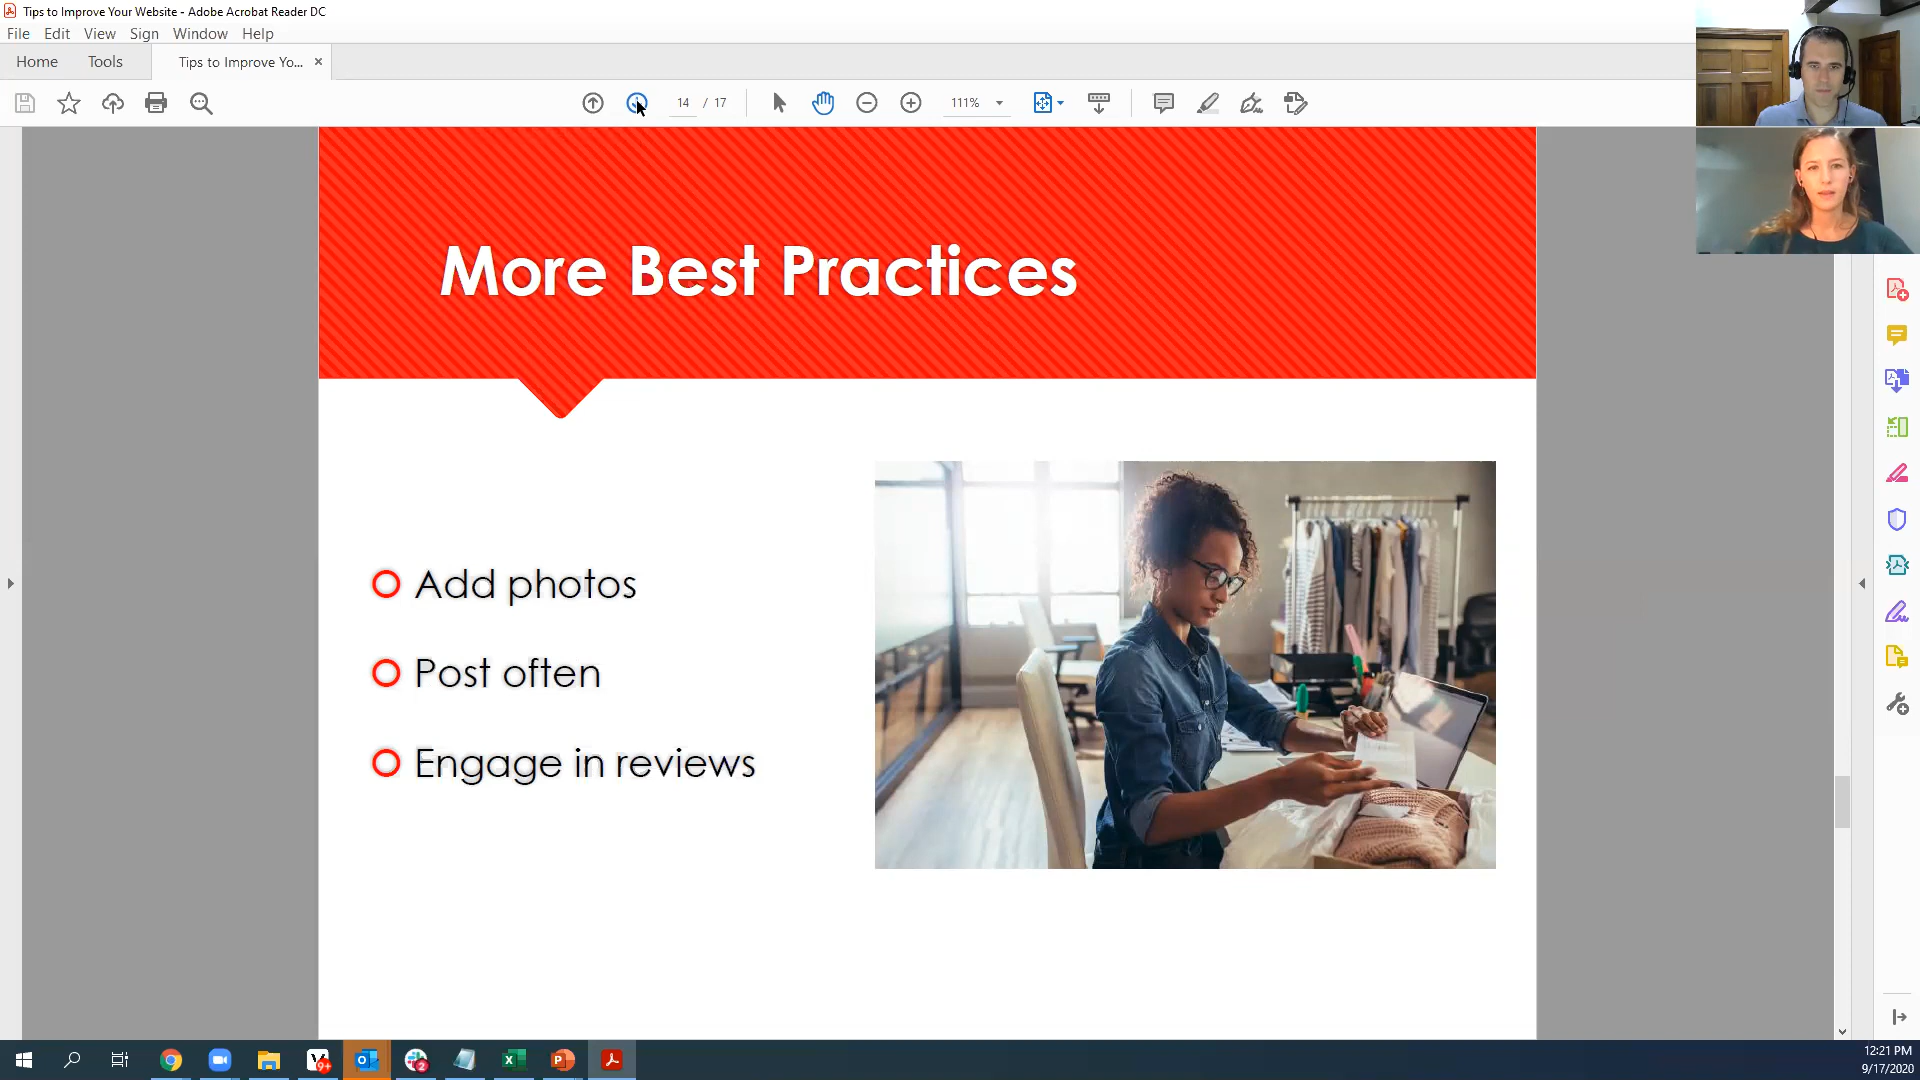 Tips to Improve Your Website - Adobe Acrobat Reader DC
File Edit View Sign Window Help
Home Tools Tips to Improve Yo... ×
14 / 17 111%
More Best Practices
Add photos
Post often
Engage in reviews
9+ 2
12:21 PM
9/17/2020